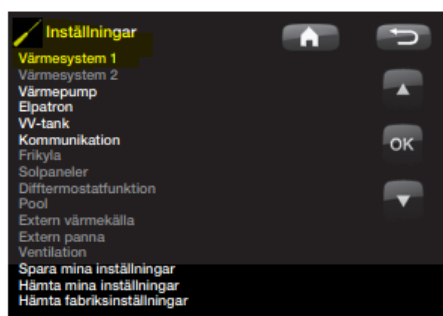 Inställningar
Värmesystem 1
Värmesystem 2
Värmepump
Elpatron
VV-tank
Kommunikation
OK
Frikyla
Solpaneler
Difftermostatfunktion
Pool
Extern värmekälla
Extern panna
Ventilation
Spara mina inställningar
Hämta mina inställningar
Hämta fabriksinställningar